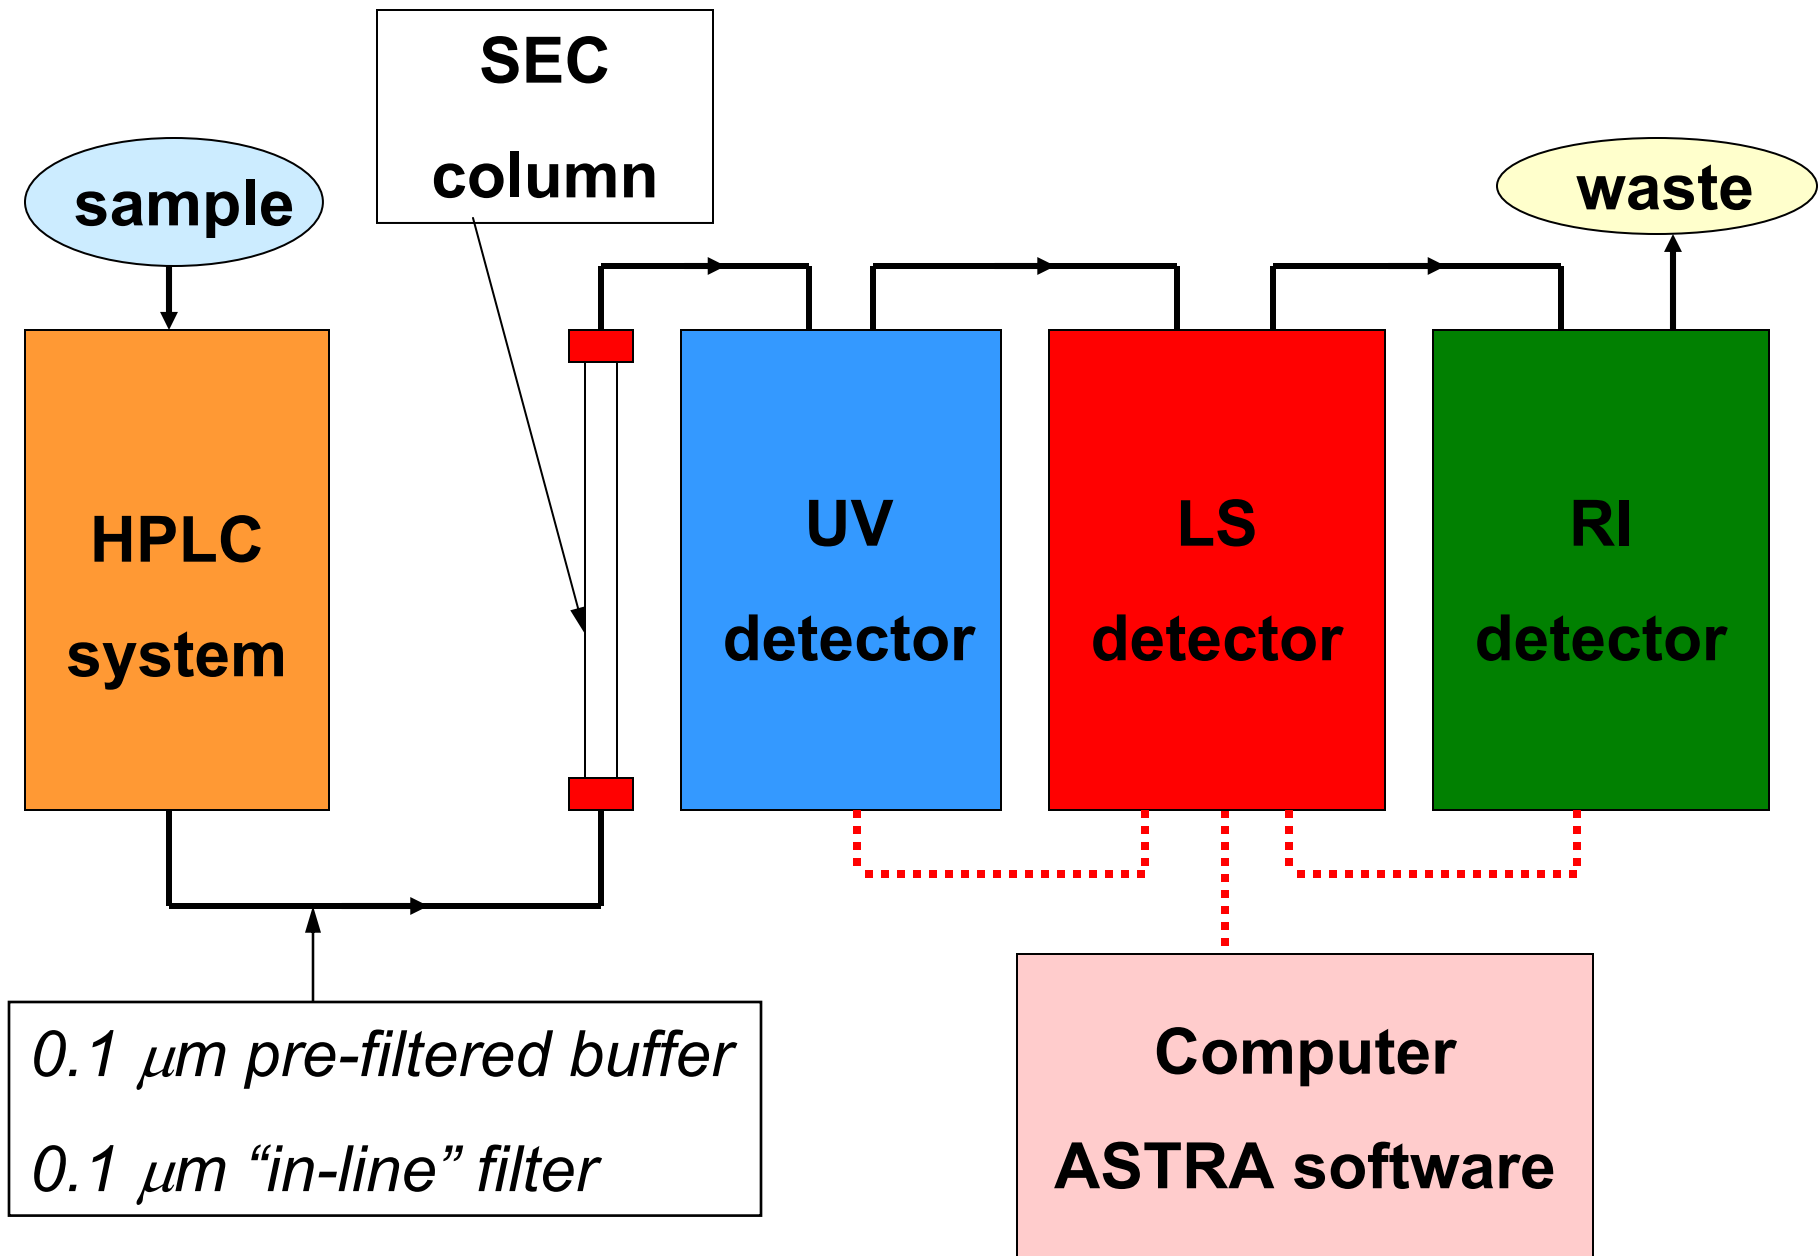 SEC
column
sample
waste
HPLC
system
UV
detector
LS
detector
RI
detector
0.1 μm pre-filtered buffer
0.1 μm “in-line” filter
Computer
ASTRA software